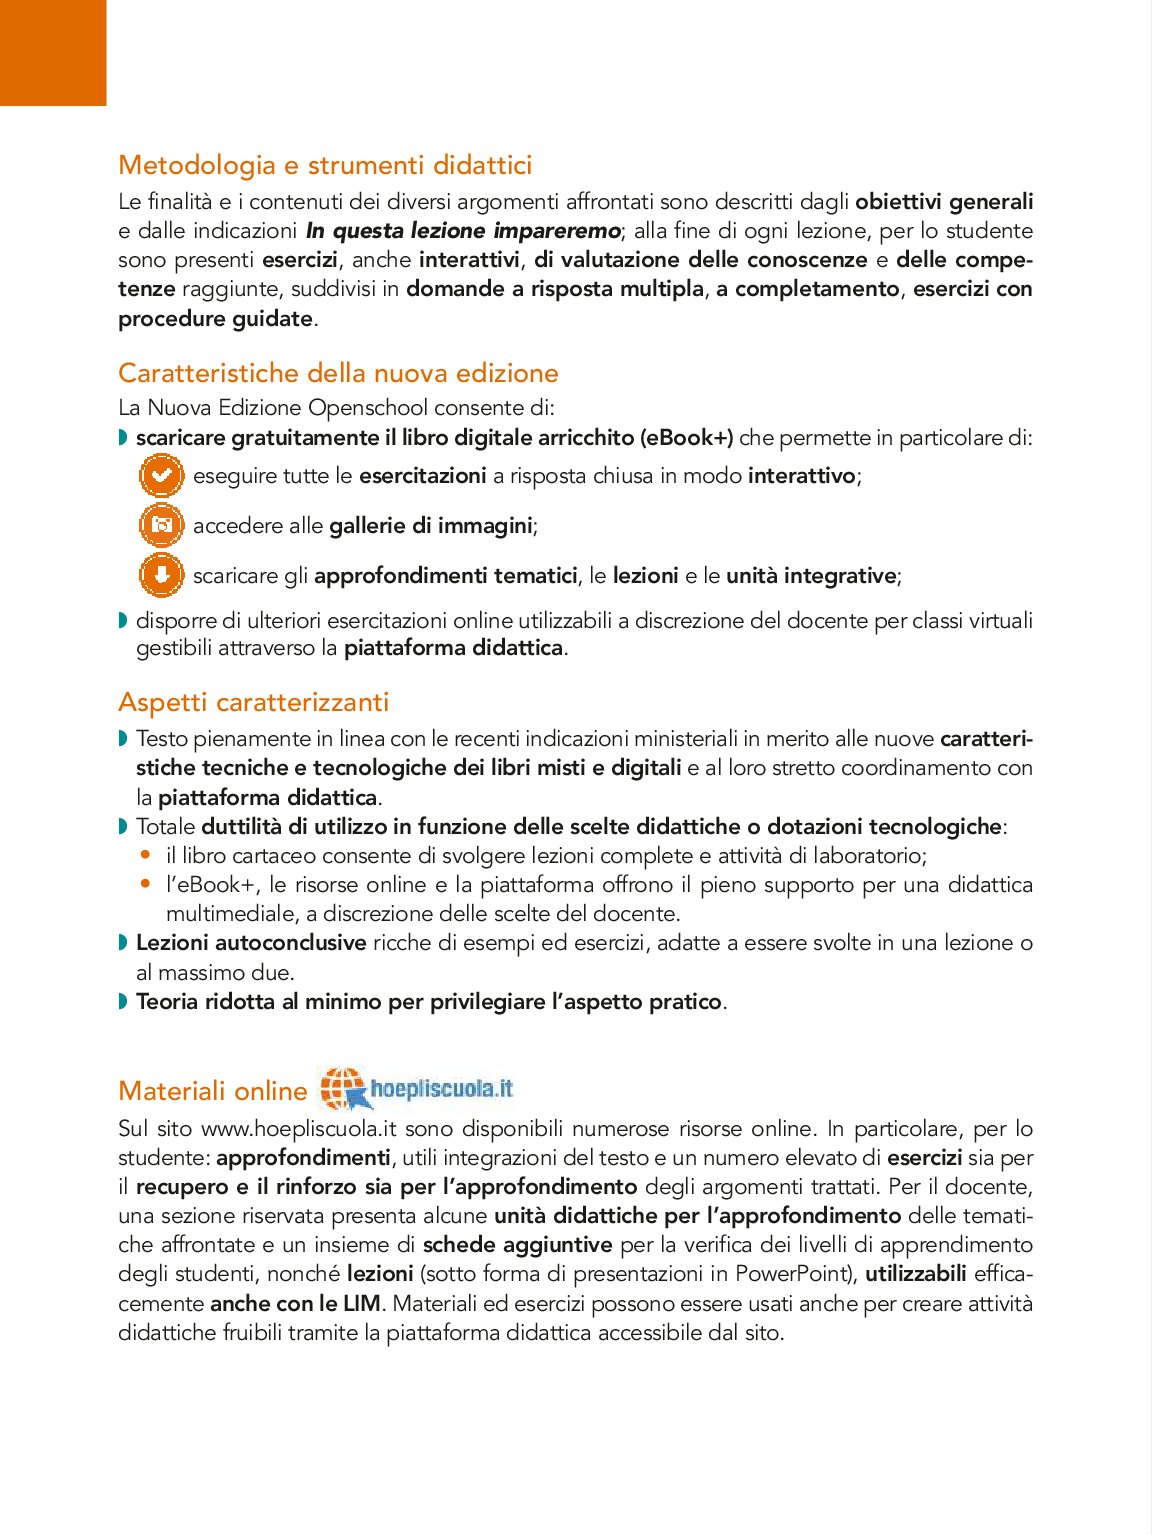 Metodologia e strumenti didattici
Le finalità e i contenuti dei diversi argomenti affrontati sono descritti dagli obiettivi generali
e dalle indicazioni In questa lezione impareremo; alla fine di ogni lezione, per lo studente
sono presenti esercizi, anche interattivi, di valutazione delle conoscenze e delle compe-
tenze raggiunte, suddivisi in domande a risposta multipla, a completamento, esercizi con
procedure guidate.
Caratteristiche della nuova edizione
La Nuova Edizione Openschool consente di:
scaricare gratuitamente il libro digitale arricchito (eBook+) che permette in particolare di:
eseguire tutte le esercitazioni a risposta chiusa in modo interattivo;
accedere alle gallerie di immagini;
scaricare gli approfondimenti tematici, le lezioni e le unità integrative;
disporre di ulteriori esercitazioni online utilizzabili a discrezione del docente per classi virtuali
gestibili attraverso la piattaforma didattica.
Aspetti caratterizzanti
Testo pienamente in linea con le recenti indicazioni ministeriali in merito alle nuove caratteri-
stiche tecniche e tecnologiche dei libri misti e digitali e al loro stretto coordinamento con
la piattaforma didattica.
Totale duttilità di utilizzo in funzione delle scelte didattiche o dotazioni tecnologiche:
• il libro cartaceo consente di svolgere lezioni complete e attività di laboratorio;
• l'eBook+, le risorse online e la piattaforma offrono il pieno supporto per una didattica
multimediale, a discrezione delle scelte del docente.
Lezioni autoconclusive ricche di esempi ed esercizi, adatte a essere svolte in una lezione o
al massimo due.
Teoria ridotta al minimo per privilegiare l'aspetto pratico.
Materiali online hoepliscuola.it
Sul sito www.hoepliscuola.it sono disponibili numerose risorse online. In particolare, per lo
studente: approfondimenti, utili integrazioni del testo e un numero elevato di esercizi sia per
il recupero e il rinforzo sia per l'approfondimento degli argomenti trattati. Per il docente,
una sezione riservata presenta alcune unità didattiche per l'approfondimento delle temati-
che affrontate e un insieme di schede aggiuntive per la verifica dei livelli di apprendimento
degli studenti, nonché lezioni (sotto forma di presentazioni in PowerPoint), utilizzabili effica-
cemente anche con le LIM. Materiali ed esercizi possono essere usati anche per creare attività
didattiche fruibili tramite la piattaforma didattica accessibile dal sito.